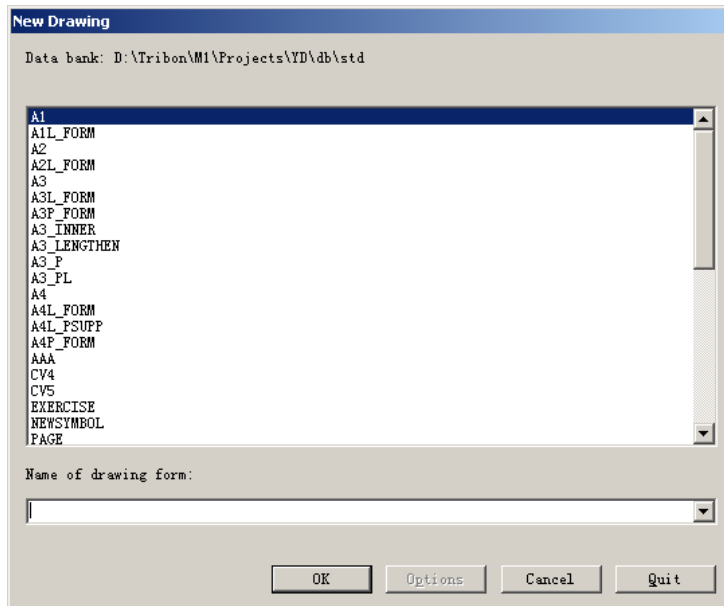 New Drawing
Data bank: D:\Tribon\M1\Projects\YD\db\std
A1
A1L_FORM
A2
A2L_FORM
A3
A3L_FORM
A3P_FORM
A3_INNER
A3_LENGTHEN
A3_P
A3_PL
A4
A4L_FORM
A4L_PSUPP
A4P_FORM
AAA
CV4
CV5
EXERCISE
NEWSYMBOL
PAGE
Name of drawing form:
OK Options Cancel Quit